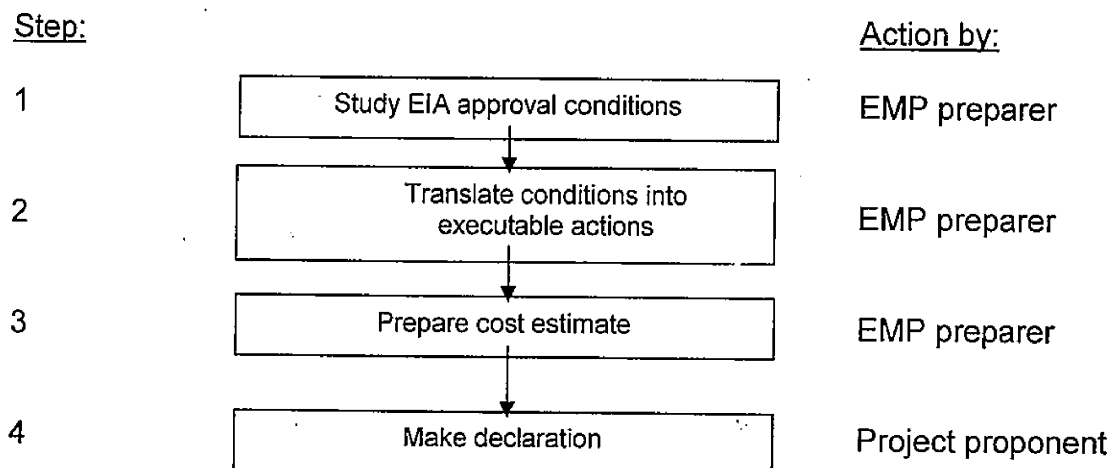 Step:
Action by:
1
Study EIA approval conditions
EMP preparer
2
Translate conditions into
executable actions
EMP preparer
3
Prepare cost estimate
EMP preparer
4
Make declaration
Project proponent